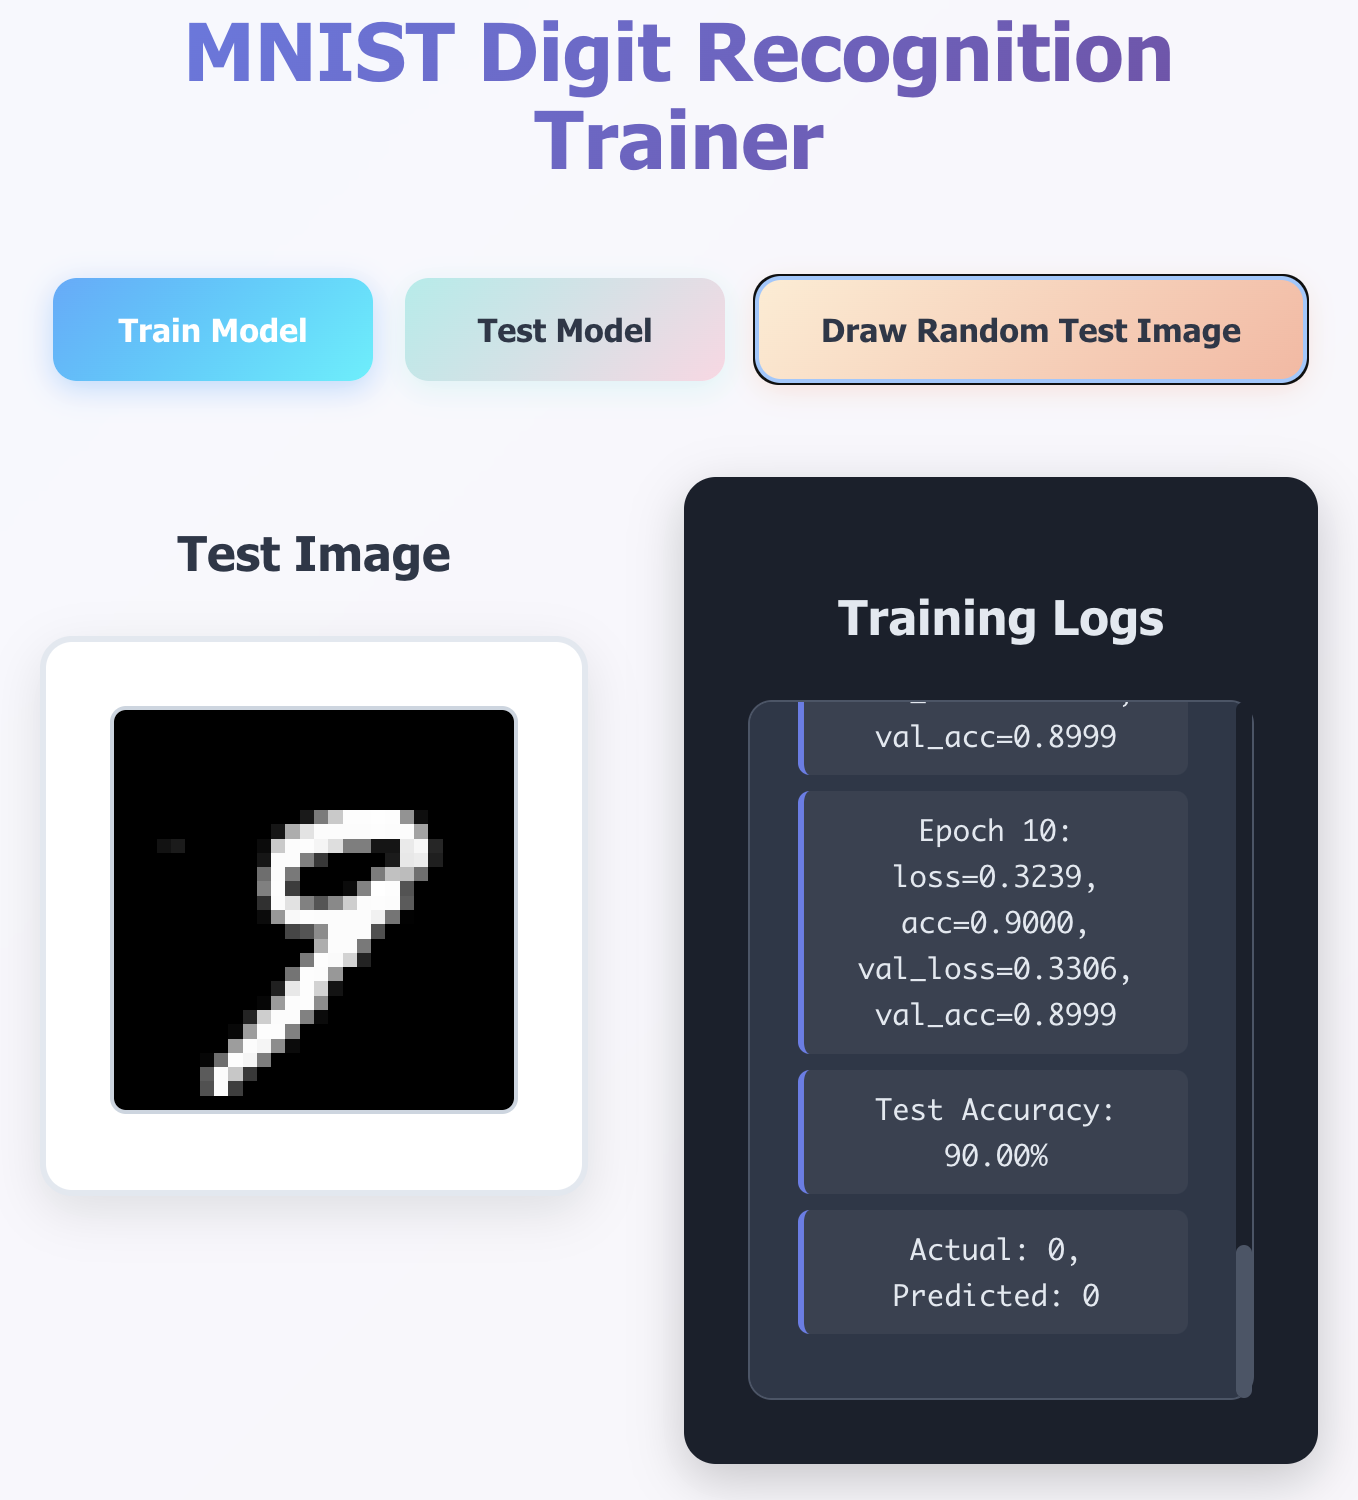 MNIST Digit Recognition
Trainer
Train Model
Test Model
Draw Random Test Image
Test Image
9
Training Logs
val_acc=0.8999
Epoch 10:
loss=0.3239,
acc=0.9000,
val_loss=0.3306,
val_acc=0.8999
Test Accuracy:
90.00%
Actual: 0,
Predicted: 0